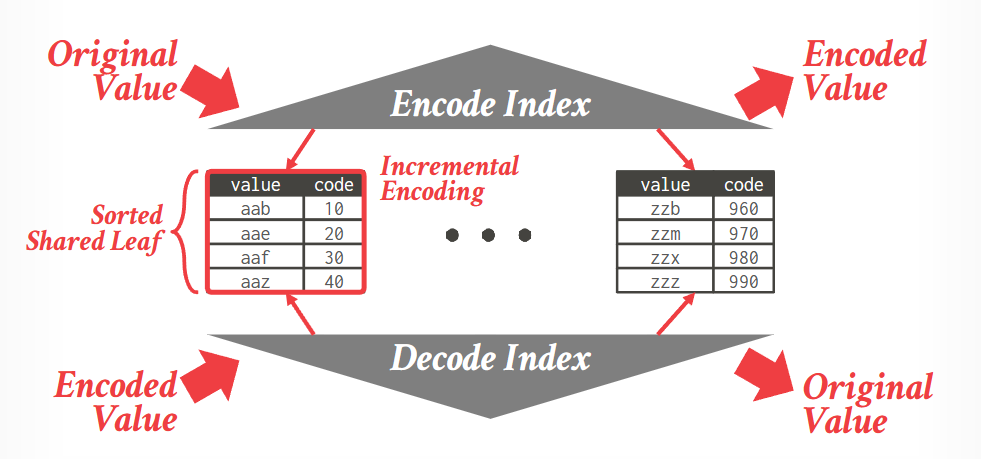 Original
Value
Encode Index
Encoded
Value
Incremental
Encoding
Sorted
Shared Leaf
value code
aab 10
aae 20
aaf 30
aaz 40
value code
zzb 960
zzm 970
zzx 980
zzz 990
Encoded
Value
Decode Index
Original
Value